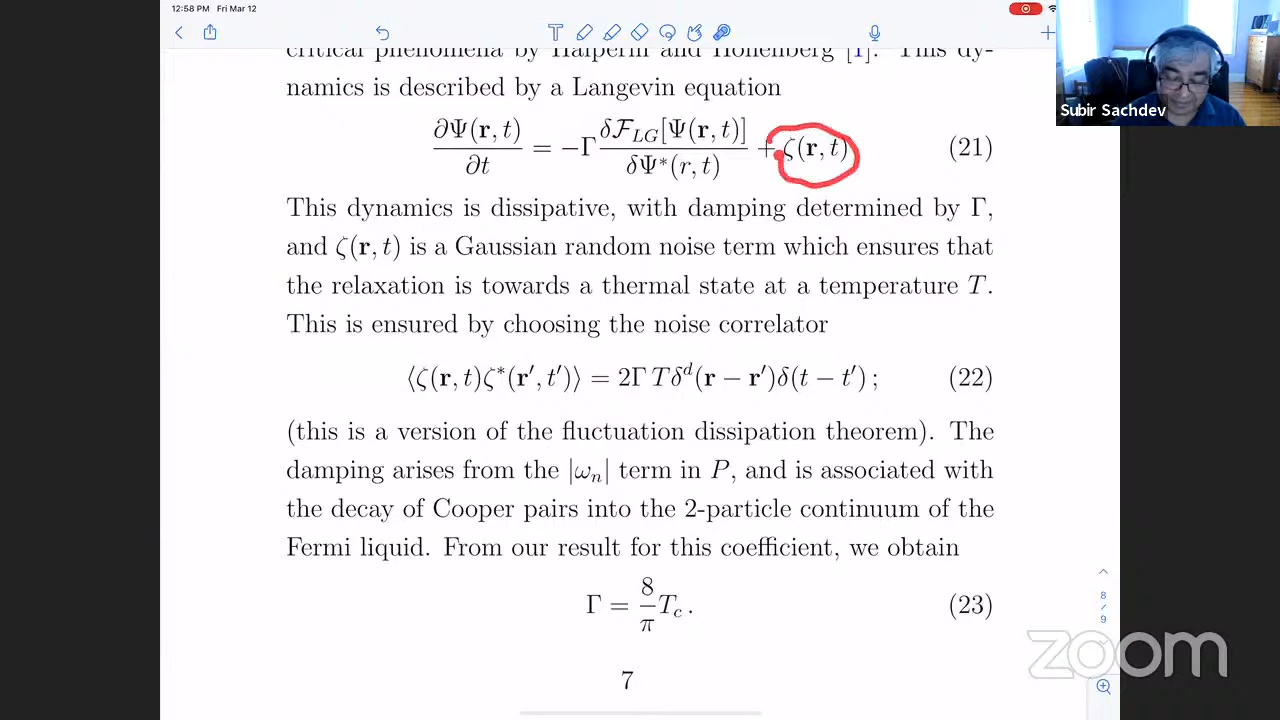 12:58 PM Fri Mar 12
critical phenomena by Halperin and Hohenberg [1]. This dy-
namics is described by a Langevin equation
∂Ψ(r, t)/∂t = −Γ δF_{LG}[Ψ(r, t)]/δΨ*(r, t) + ζ(r, t) (21)
This dynamics is dissipative, with damping determined by Γ,
and ζ(r, t) is a Gaussian random noise term which ensures that
the relaxation is towards a thermal state at a temperature T.
This is ensured by choosing the noise correlator
⟨ζ(r, t)ζ*(r′, t′)⟩ = 2Γ Tδ^d(r − r′)δ(t − t′) ; (22)
(this is a version of the fluctuation dissipation theorem). The
damping arises from the |ω_n| term in P, and is associated with
the decay of Cooper pairs into the 2-particle continuum of the
Fermi liquid. From our result for this coefficient, we obtain
Γ = 8/π T_c . (23)
7
8
/
9
Subir Sachdev
zoom